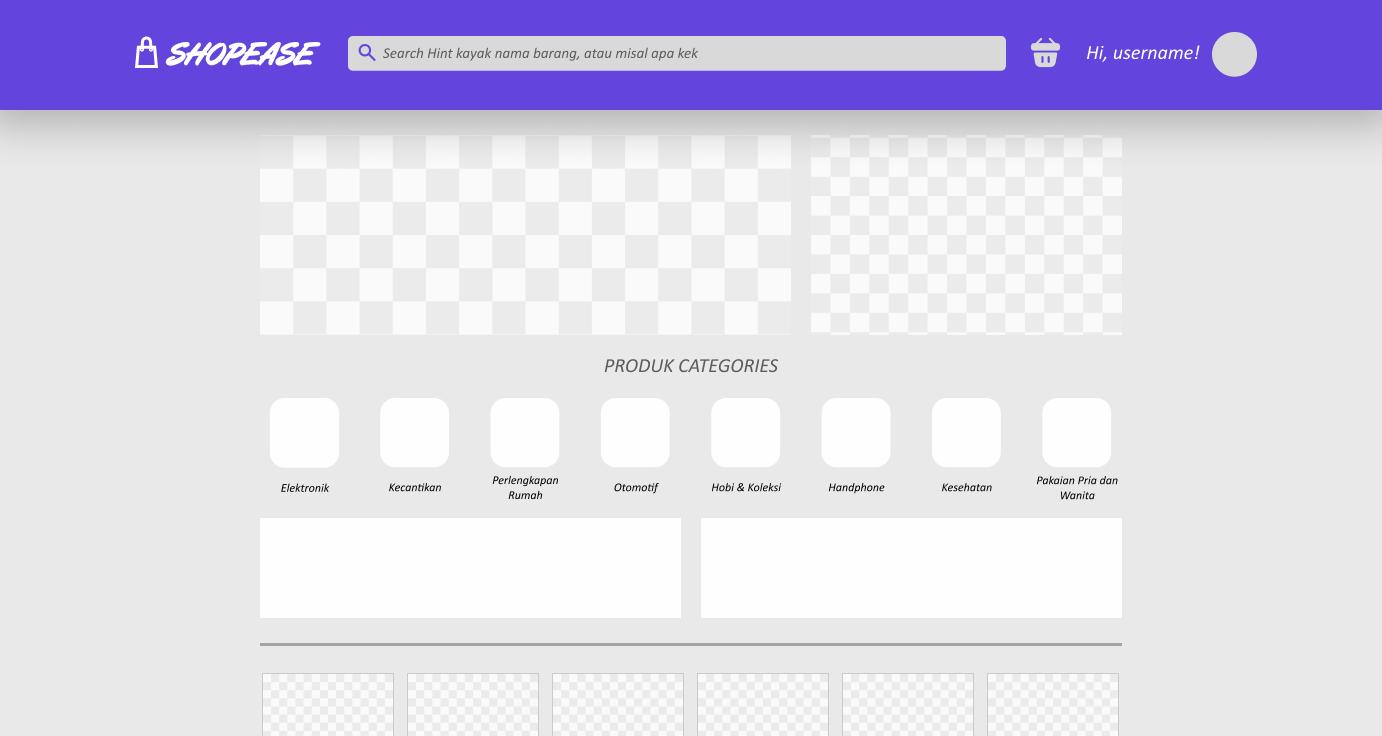 SHOPEASE
Search Hint kayak nama barang, atau misal apa kek
Hi, username!
PRODUK CATEGORIES
Elektronik
Kecantikan
Perlengkapan
Rumah
Otomotif
Hobi & Koleksi
Handphone
Kesehatan
Pakaian Pria dan
Wanita